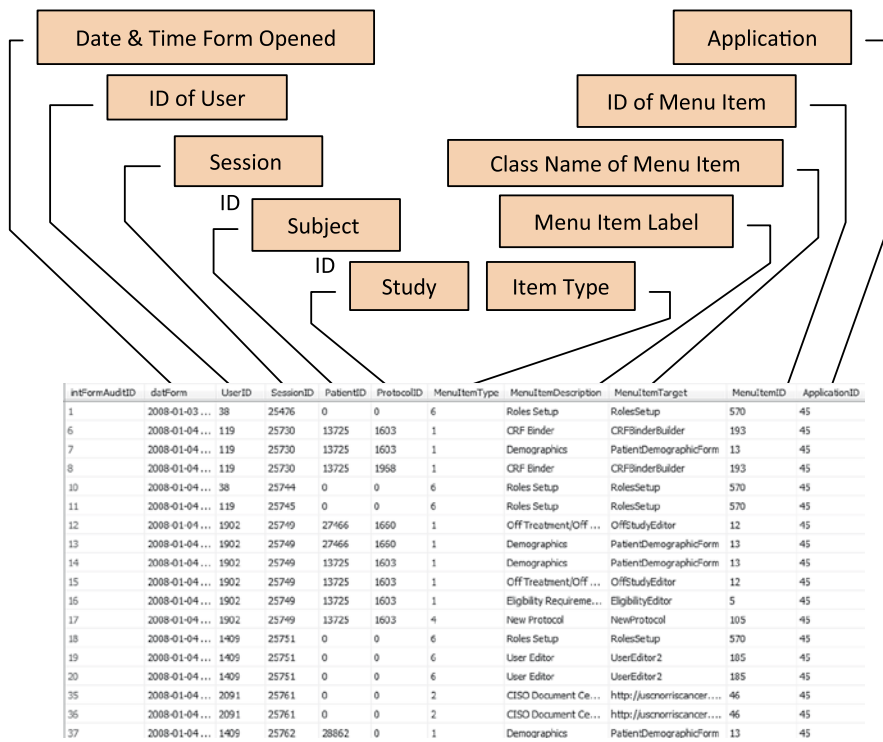 Date & Time Form Opened
Application
ID of User
ID of Menu Item
Session
ID
Class Name of Menu Item
Subject
ID
Menu Item Label
Study
Item Type
intFormAuditID datForm UserID SessionID PatientID ProtocolID MenuItemType MenuItemDescription MenuItemTarget MenuItemID ApplicationID
1 2008-01-03 ... 38 25476 0 0 6 Roles Setup RolesSetup 570 45
6 2008-01-04 ... 119 25730 13725 1603 1 CRF Binder CRFBinderBuilder 193 45
7 2008-01-04 ... 119 25730 13725 1603 1 Demographics PatientDemographicForm 13 45
8 2008-01-04 ... 119 25730 13725 1968 1 CRF Binder CRFBinderBuilder 193 45
10 2008-01-04 ... 38 25744 0 0 6 Roles Setup RolesSetup 570 45
11 2008-01-04 ... 119 25745 0 0 6 Roles Setup RolesSetup 570 45
12 2008-01-04 ... 1902 25749 27466 1660 1 Off Treatment/Off ... OffStudyEditor 12 45
13 2008-01-04 ... 1902 25749 27466 1660 1 Demographics PatientDemographicForm 13 45
14 2008-01-04 ... 1902 25749 13725 1603 1 Demographics PatientDemographicForm 13 45
15 2008-01-04 ... 1902 25749 13725 1603 1 Off Treatment/Off ... OffStudyEditor 12 45
16 2008-01-04 ... 1902 25749 13725 1603 1 Eligibility Requireme... EligibilityEditor 5 45
17 2008-01-04 ... 1902 25749 13725 1603 4 New Protocol NewProtocol 105 45
18 2008-01-04 ... 1409 25751 0 0 6 Roles Setup RolesSetup 570 45
19 2008-01-04 ... 1409 25751 0 0 6 User Editor UserEditor2 185 45
20 2008-01-04 ... 1409 25751 0 0 6 User Editor UserEditor2 185 45
35 2008-01-04 ... 2091 25761 0 0 2 CISO Document Ce... http://uscnorriscancer.... 46 45
36 2008-01-04 ... 2091 25761 0 0 2 CISO Document Ce... http://uscnorriscancer.... 46 45
37 2008-01-04 ... 1409 25762 28862 0 1 Demographics PatientDemographicForm 13 45